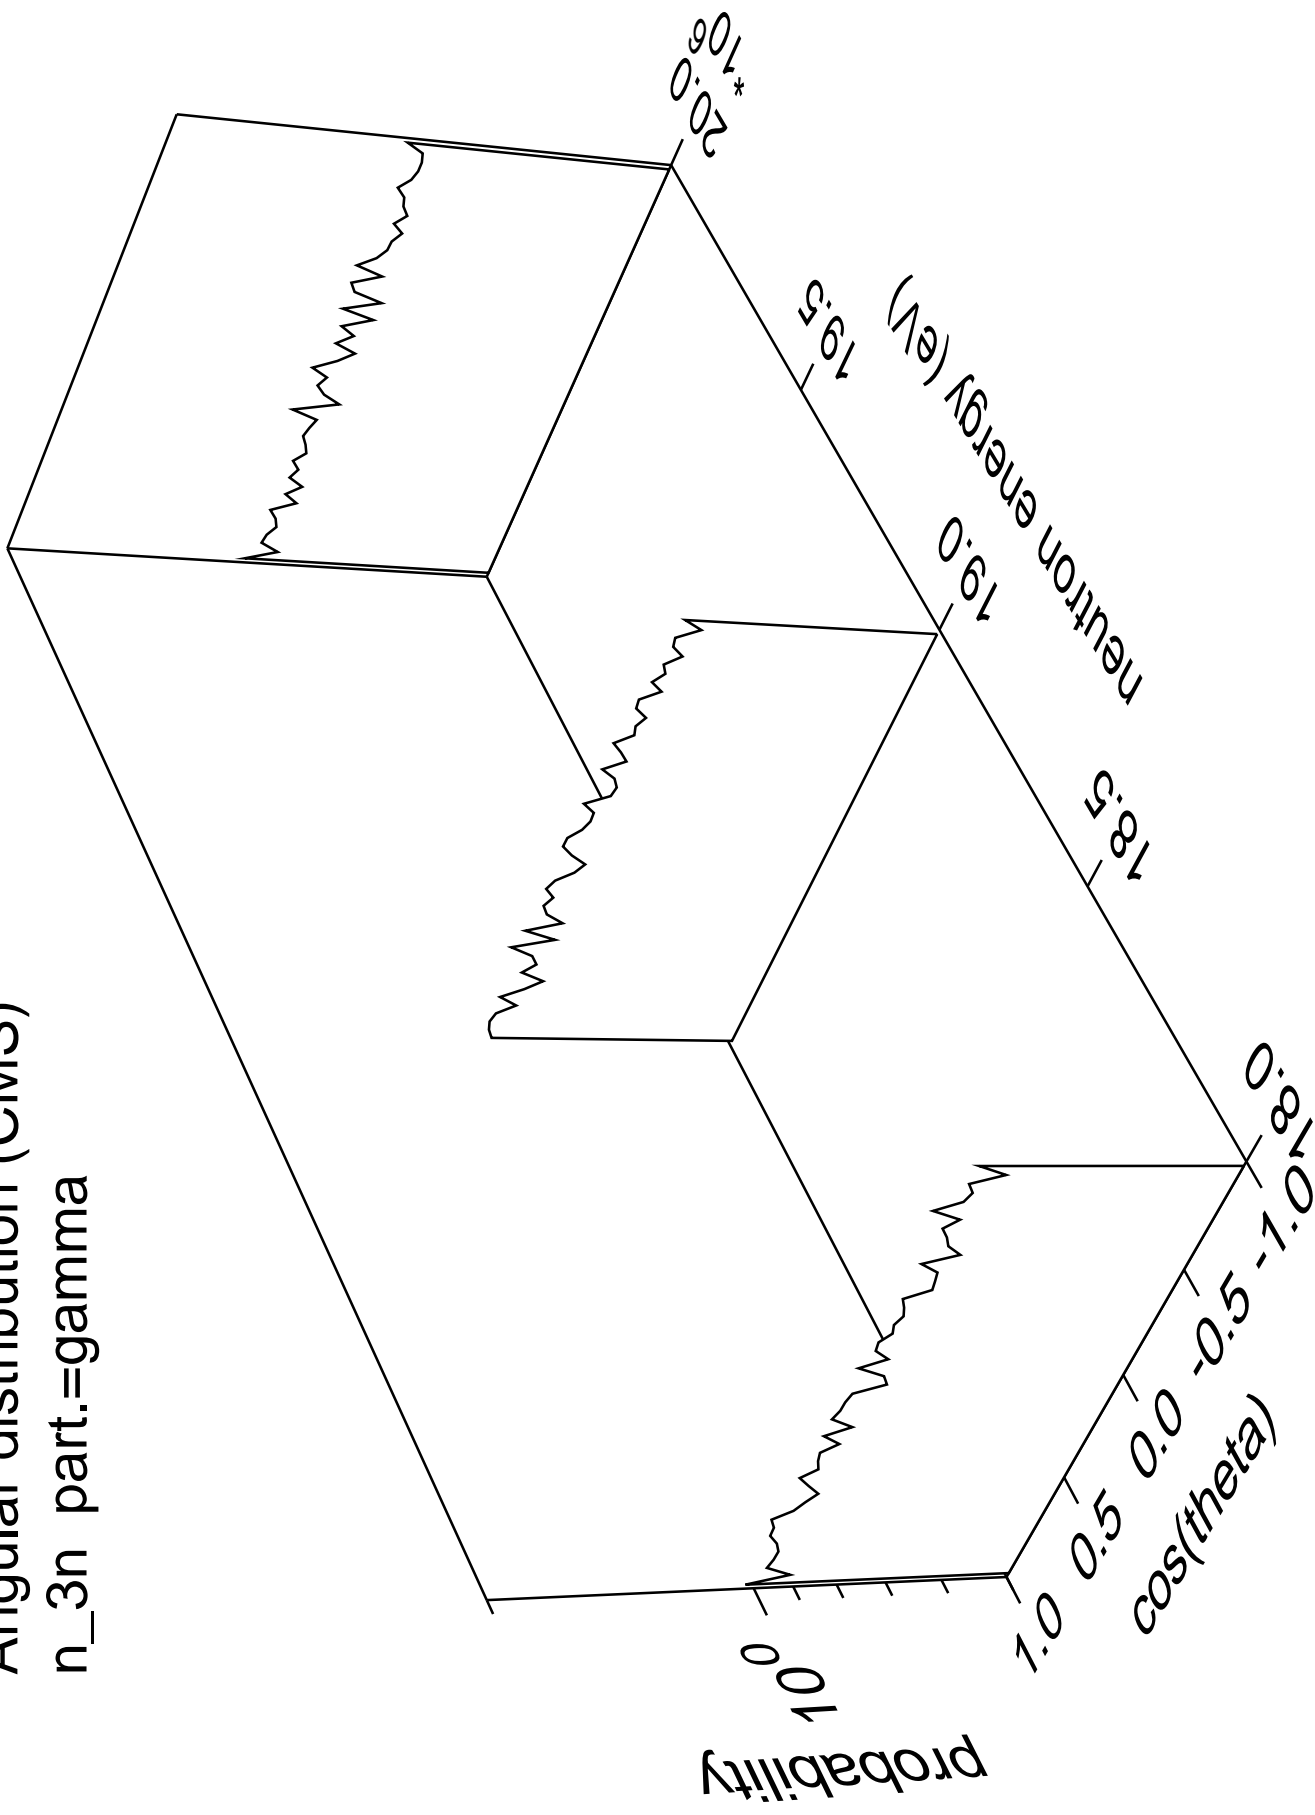 Angular distribution (CMS)
n_3n part.=gamma
probability
10 0
1.0 0.5 0.0 -0.5 -1.0
cos(theta)
18.0 18.5 19.0 19.5 20.0
*10 6
neutron energy (eV)